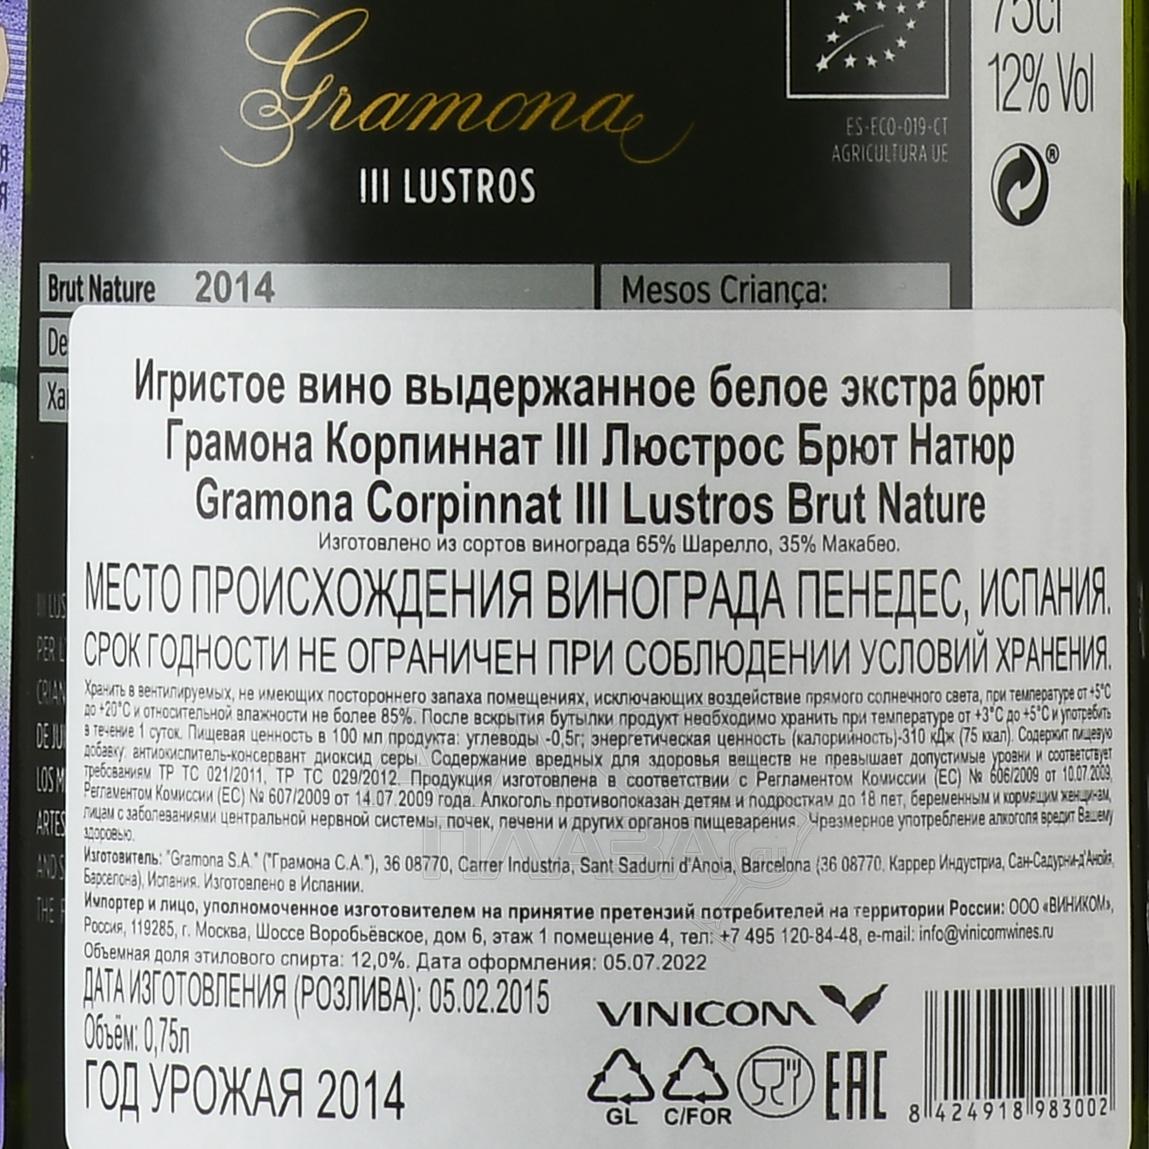 75cl
12% Vol
Gramona
ES-ECO-019-CT
AGRICULTURA UE
III LUSTROS
Brut Nature 2014 Mesos Criança:
Игристое вино выдержанное белое экстра брют
Грамона Корпиннат III Люстрос Брют Натюр
Gramona Corpinnat III Lustros Brut Nature
Изготовлено из сортов винограда 65% Шарелло, 35% Макабео.
МЕСТО ПРОИСХОЖДЕНИЯ ВИНОГРАДА ПЕНЕДЕС, ИСПАНИЯ.
СРОК ГОДНОСТИ НЕ ОГРАНИЧЕН ПРИ СОБЛЮДЕНИИ УСЛОВИЙ ХРАНЕНИЯ.
Хранить в вентилируемых, не имеющих постороннего запаха помещениях, исключающих воздействие прямого солнечного света, при температуре от +5°С
до +20°С и относительной влажности не более 85%. После вскрытия бутылки продукт необходимо хранить при температуре от +3°С до +5°С и употребить
в течение 1 суток. Пищевая ценность в 100 мл продукта: углеводы -0,5г; энергетическая ценность (калорийность)-310 кДж (75 ккал). Содержит пищевую
добавку: антиокислитель-консервант диоксид серы. Содержание вредных для здоровья веществ не превышает допустимые уровни и соответствует
требованиям ТР ТС 021/2011, ТР ТС 029/2012. Продукция изготовлена в соответствии с Регламентом Комиссии (ЕС) № 606/2009 от 10.07.2009,
Регламентом Комиссии (ЕС) № 607/2009 от 14.07.2009 года. Алкоголь противопоказан детям и подросткам до 18 лет, беременным и кормящим женщинам,
лицам с заболеваниями центральной нервной системы, почек, печени и других органов пищеварения. Чрезмерное употребление алкоголя вредит Вашему
здоровью.
Изготовитель: "Gramona S.A." ("Грамона С.А."), 36 08770, Carrer Industria, Sant Sadurni d'Anoia, Barcelona (36 08770, Каррер Индустриа, Сан-Садурни-д'Анойя,
Барселона), Испания. Изготовлено в Испании.
Импортер и лицо, уполномоченное изготовителем на принятие претензий потребителей на территории России: ООО «ВИНИКОМ»,
Россия, 119285, г. Москва, Шоссе Воробьёвское, дом 6, этаж 1 помещение 4, тел: +7 495 120-84-48, e-mail: info@vinicomwines.ru
Объемная доля этилового спирта: 12,0%. Дата оформления: 05.07.2022
ДАТА ИЗГОТОВЛЕНИЯ (РОЗЛИВА): 05.02.2015
Объём: 0,75л
ГОД УРОЖАЯ 2014
VINICOM
GL C/FOR EAC
8 424918 983002